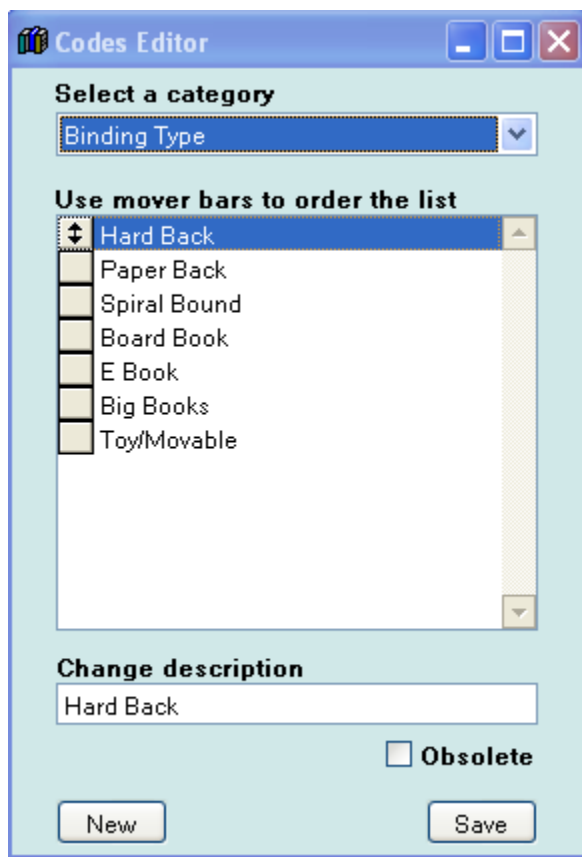 Codes Editor
Select a category
Binding Type
Use mover bars to order the list
Hard Back
Paper Back
Spiral Bound
Board Book
E Book
Big Books
Toy/Movable
Change description
Hard Back
Obsolete
New Save